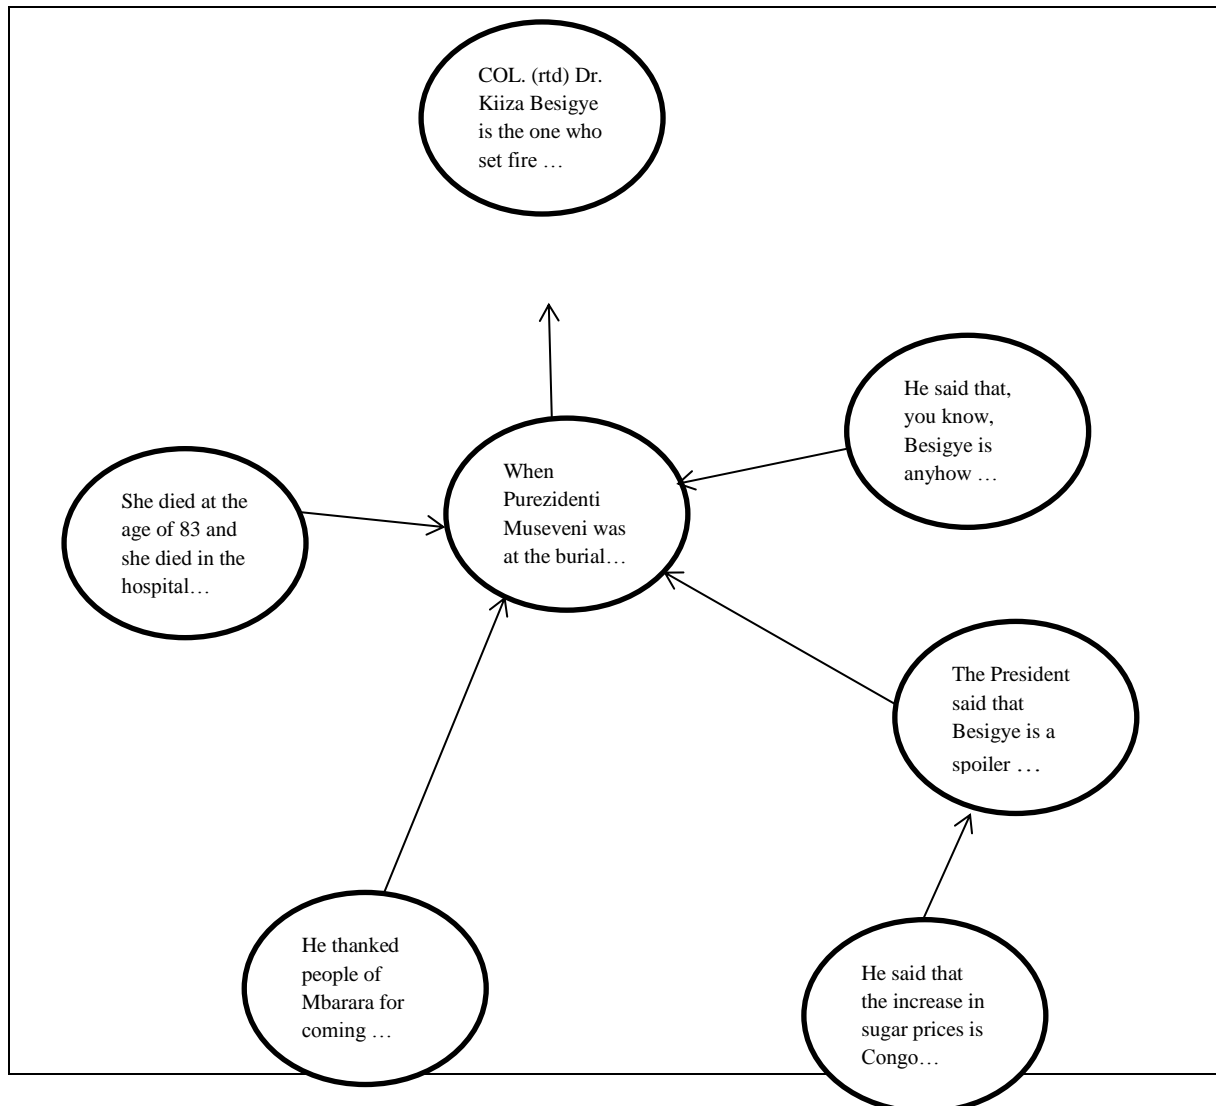 COL. (rtd) Dr.
Kiiza Besigye
is the one who
set fire …
He said that,
you know,
Besigye is
anyhow …
When
Purezidenti
Museveni was
at the burial…
She died at the
age of 83 and
she died in the
hospital…
The President
said that
Besigye is a
spoiler …
He thanked
people of
Mbarara for
coming …
He said that
the increase in
sugar prices is
Congo…